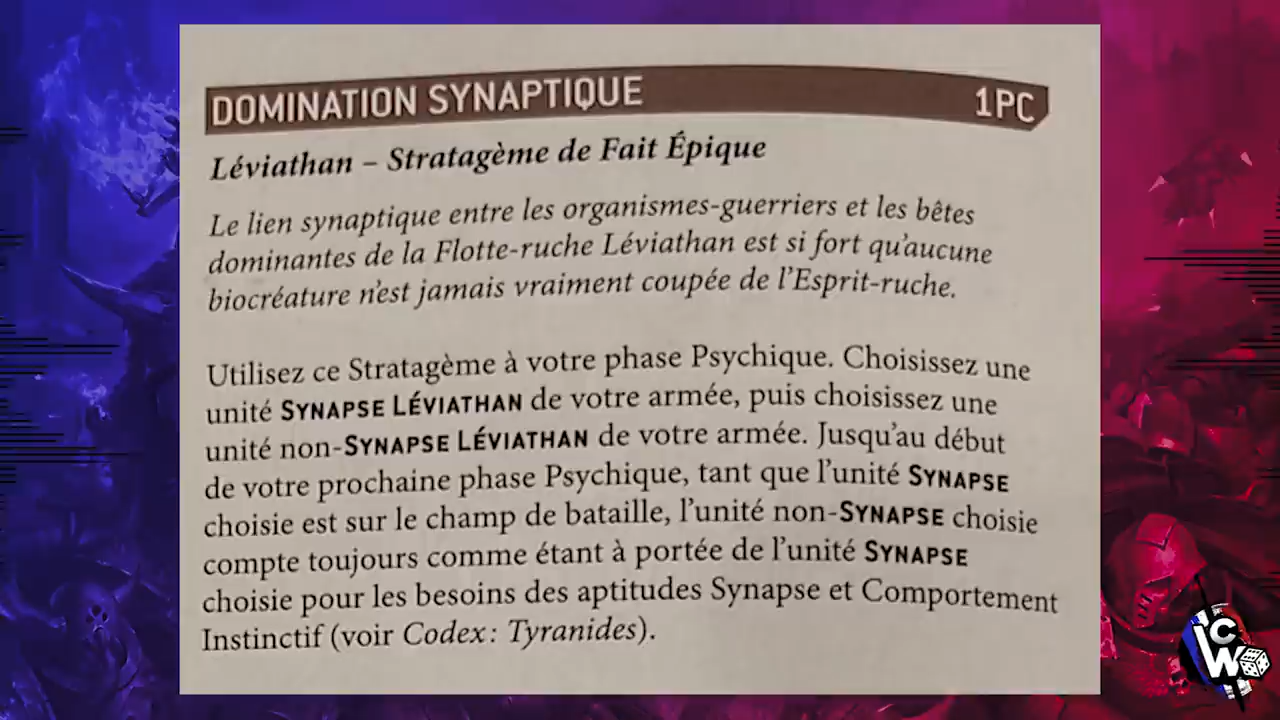 DOMINATION SYNAPTIQUE 1PC
Léviathan – Stratagème de Fait Épique
Le lien synaptique entre les organismes-guerriers et les bêtes
dominantes de la Flotte-ruche Léviathan est si fort qu'aucune
biocréature n'est jamais vraiment coupée de l'Esprit-ruche.
Utilisez ce Stratagème à votre phase Psychique. Choisissez une
unité SYNAPSE LÉVIATHAN de votre armée, puis choisissez une
unité non-SYNAPSE LÉVIATHAN de votre armée. Jusqu'au début
de votre prochaine phase Psychique, tant que l'unité SYNAPSE
choisie est sur le champ de bataille, l'unité non-SYNAPSE choisie
compte toujours comme étant à portée de l'unité SYNAPSE
choisie pour les besoins des aptitudes Synapse et Comportement
Instinctif (voir Codex : Tyranides).